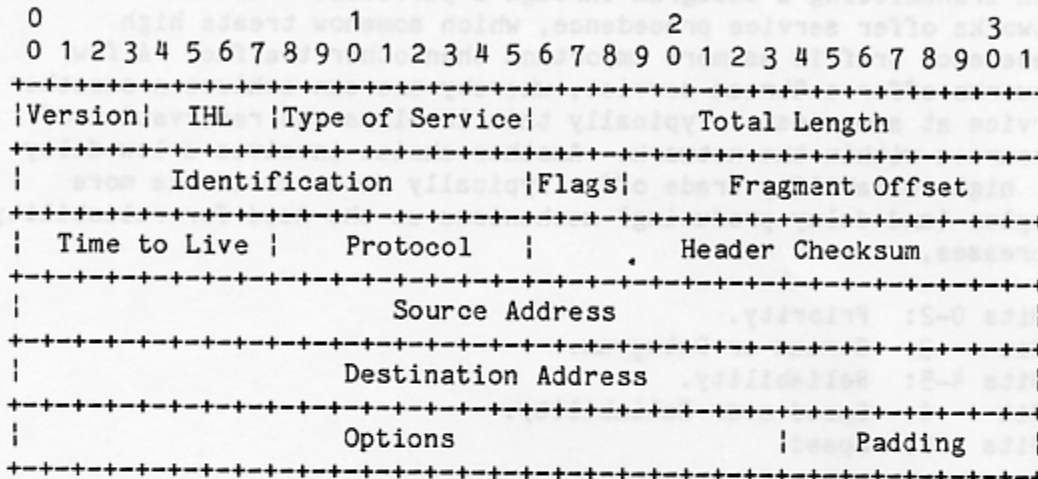 0 1 2 3
0 1 2 3 4 5 6 7 8 9 0 1 2 3 4 5 6 7 8 9 0 1 2 3 4 5 6 7 8 9 0 1
+-+-+-+-+-+-+-+-+-+-+-+-+-+-+-+-+-+-+-+-+-+-+-+-+-+-+-+-+-+-+-+-
|Version| IHL |Type of Service| Total Length
+-+-+-+-+-+-+-+-+-+-+-+-+-+-+-+-+-+-+-+-+-+-+-+-+-+-+-+-+-+-+-+-
| Identification |Flags| Fragment Offset
+-+-+-+-+-+-+-+-+-+-+-+-+-+-+-+-+-+-+-+-+-+-+-+-+-+-+-+-+-+-+-+-
| Time to Live | Protocol | Header Checksum
+-+-+-+-+-+-+-+-+-+-+-+-+-+-+-+-+-+-+-+-+-+-+-+-+-+-+-+-+-+-+-+-
| Source Address
+-+-+-+-+-+-+-+-+-+-+-+-+-+-+-+-+-+-+-+-+-+-+-+-+-+-+-+-+-+-+-+-
| Destination Address |
+-+-+-+-+-+-+-+-+-+-+-+-+-+-+-+-+-+-+-+-+-+-+-+-+-+-+-+-+-+-+-+-
| Options | Padding |
+-+-+-+-+-+-+-+-+-+-+-+-+-+-+-+-+-+-+-+-+-+-+-+-+-+-+-+-+-+-+-+-